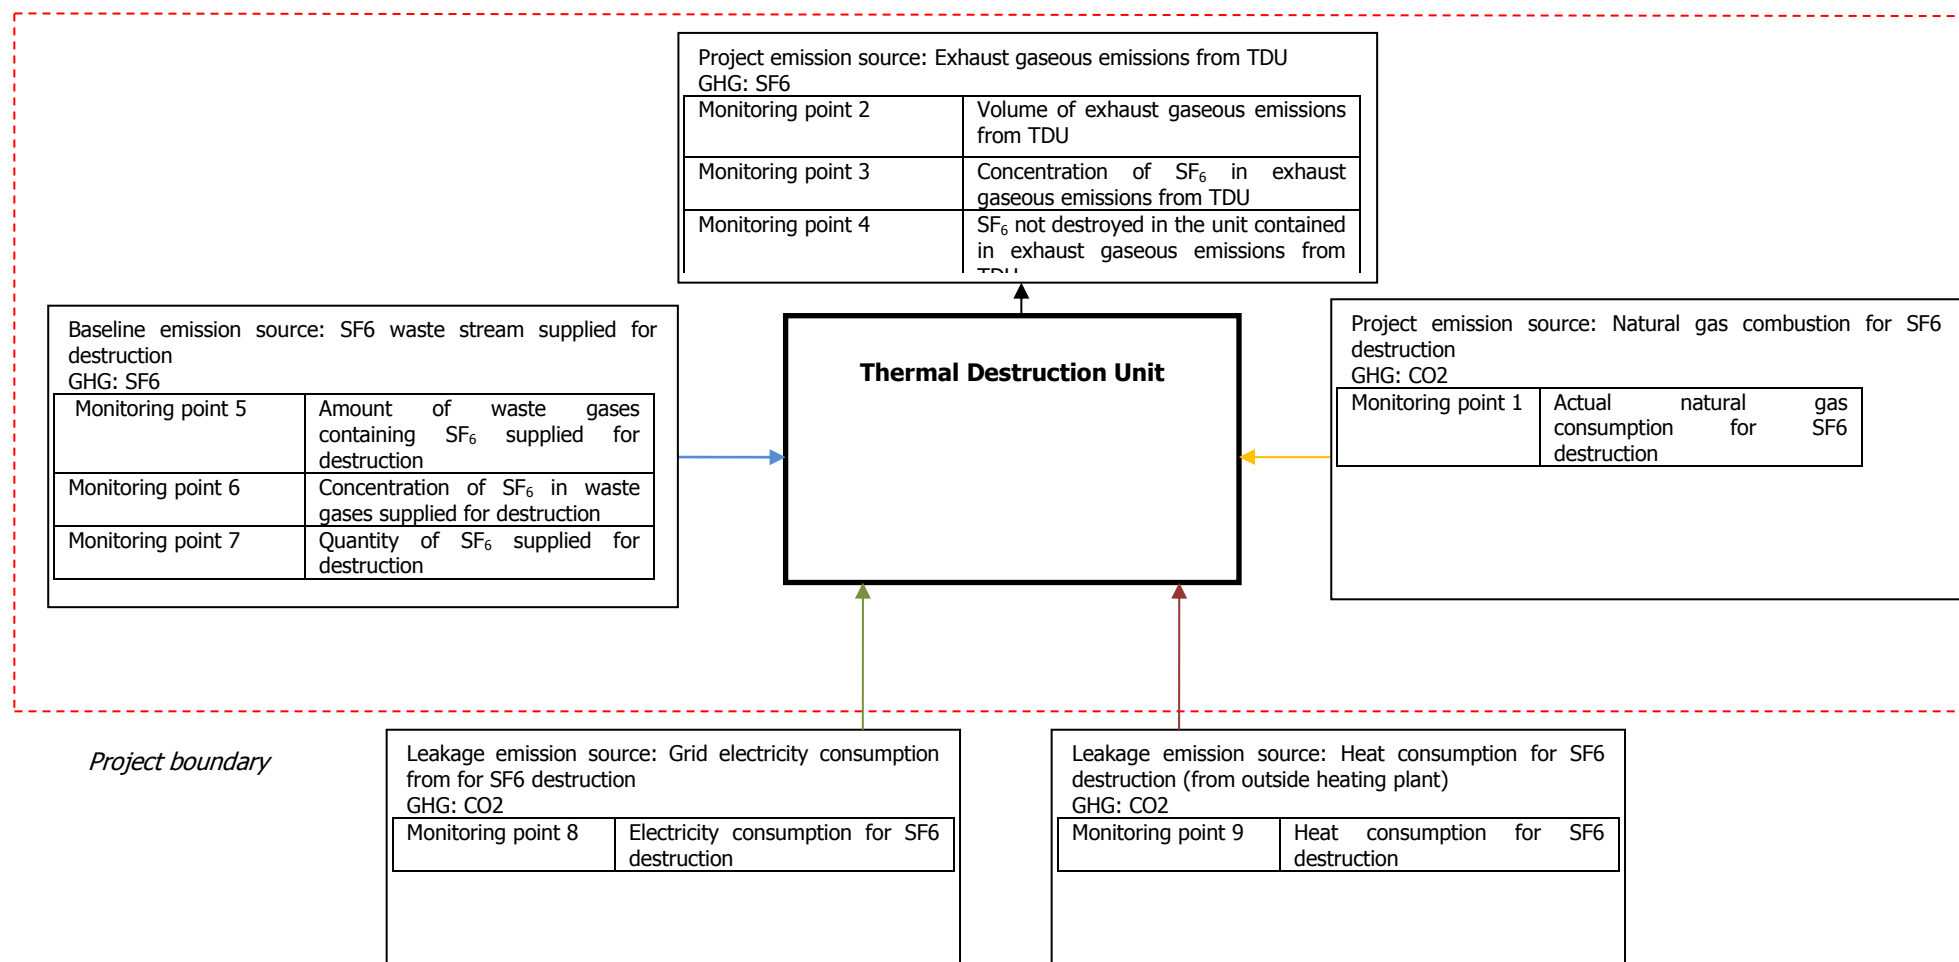 Project emission source: Exhaust gaseous emissions from TDU
GHG: SF6
Monitoring point 2
Volume of exhaust gaseous emissions
from TDU
Monitoring point 3
Concentration of SF₆ in exhaust
gaseous emissions from TDU
Monitoring point 4
SF₆ not destroyed in the unit contained
in exhaust gaseous emissions from
TDU
Baseline emission source: SF6 waste stream supplied for
destruction
GHG: SF6
Monitoring point 5
Amount of waste gases
containing SF₆ supplied for
destruction
Monitoring point 6
Concentration of SF₆ in waste
gases supplied for destruction
Monitoring point 7
Quantity of SF₆ supplied for
destruction
Thermal Destruction Unit
Project emission source: Natural gas combustion for SF6
destruction
GHG: CO2
Monitoring point 1
Actual natural gas
consumption for SF6
destruction
Project boundary
Leakage emission source: Grid electricity consumption
from for SF6 destruction
GHG: CO2
Monitoring point 8
Electricity consumption for SF6
destruction
Leakage emission source: Heat consumption for SF6
destruction (from outside heating plant)
GHG: CO2
Monitoring point 9
Heat consumption for SF6
destruction